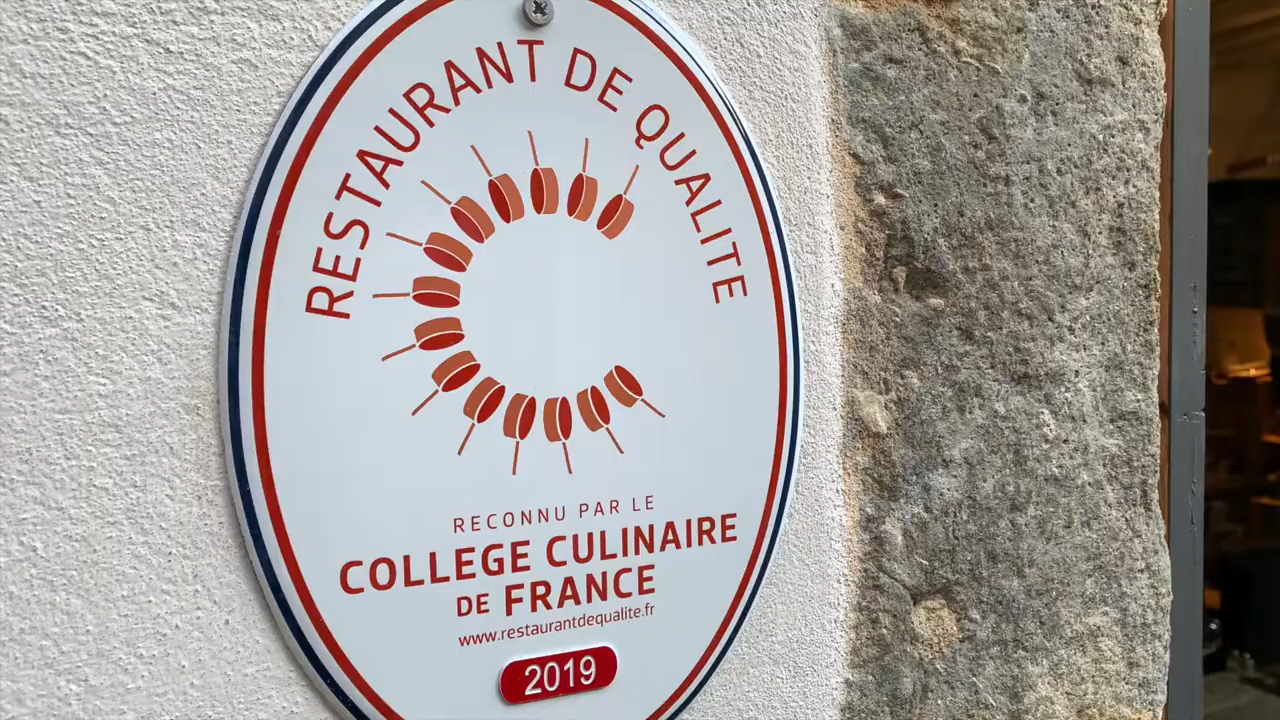 RESTAURANT DE QUALITE
RECONNU PAR LE
COLLEGE CULINAIRE
DE FRANCE
www.restaurantdequalite.fr
2019